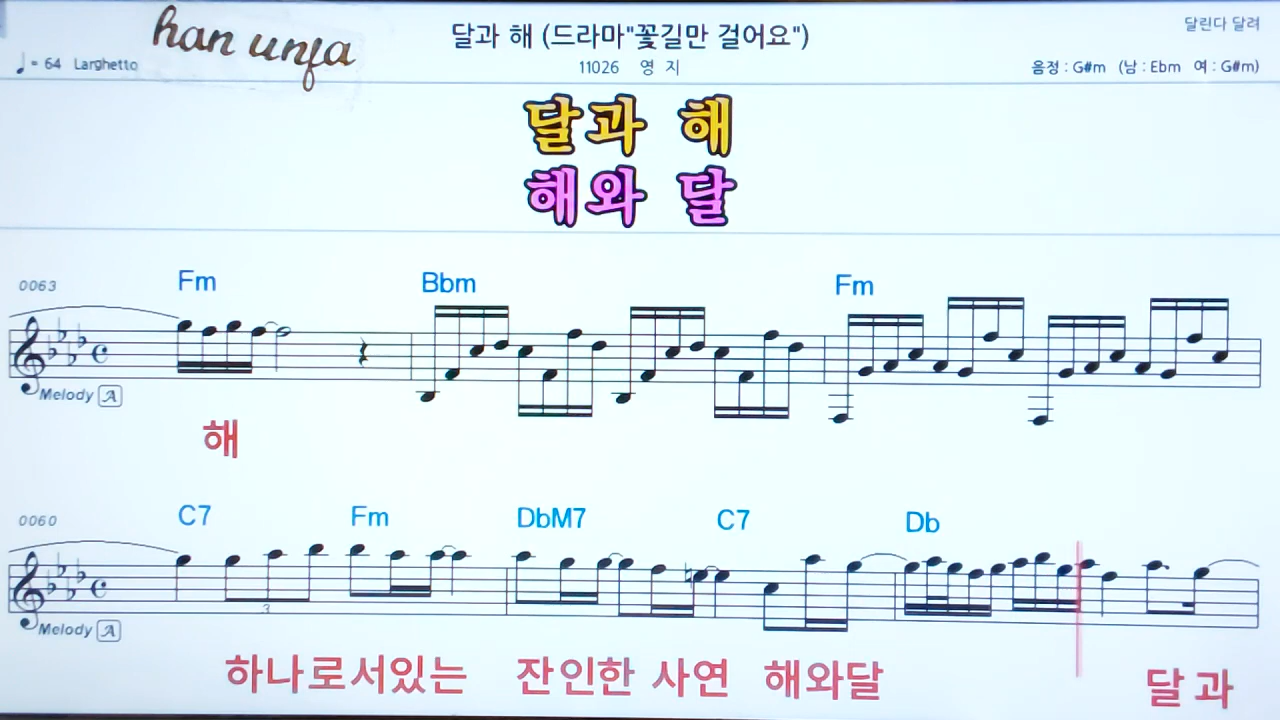 han unfa
달과 해 (드라마"꽃길만 걸어요")
달린다 달려
♩= 64 Larghetto
11026 영 지
음정 : G#m (남 : Ebm 여 : G#m)
달과 해
해와 달
0063 Fm Bbm Fm
Melody A
해
0060 C7 Fm DbM7 C7 Db
3
Melody A
하나로서있는 잔인한 사연 해와달 달과